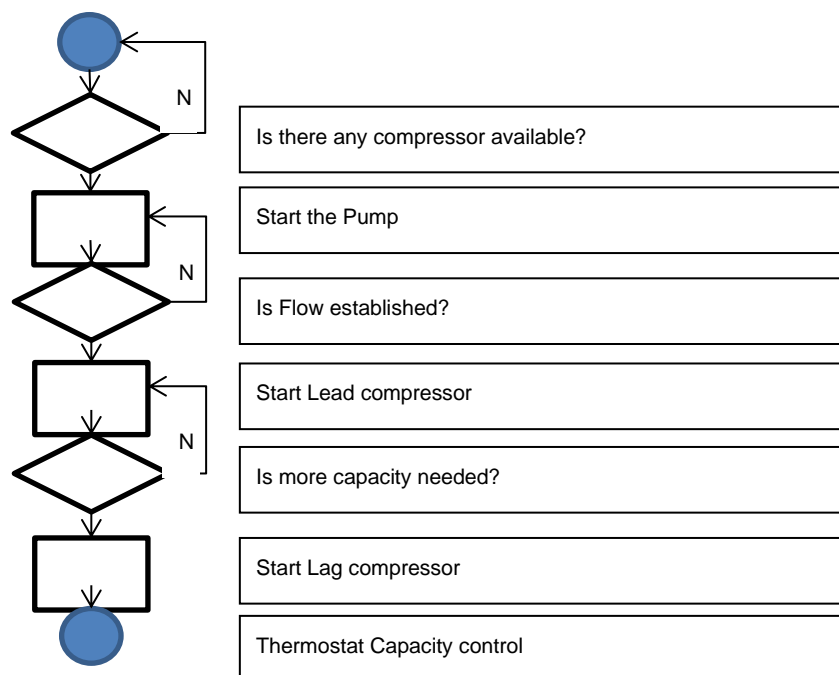 N
Is there any compressor available?
Start the Pump
N
Is Flow established?
Start Lead compressor
N
Is more capacity needed?
Start Lag compressor
Thermostat Capacity control